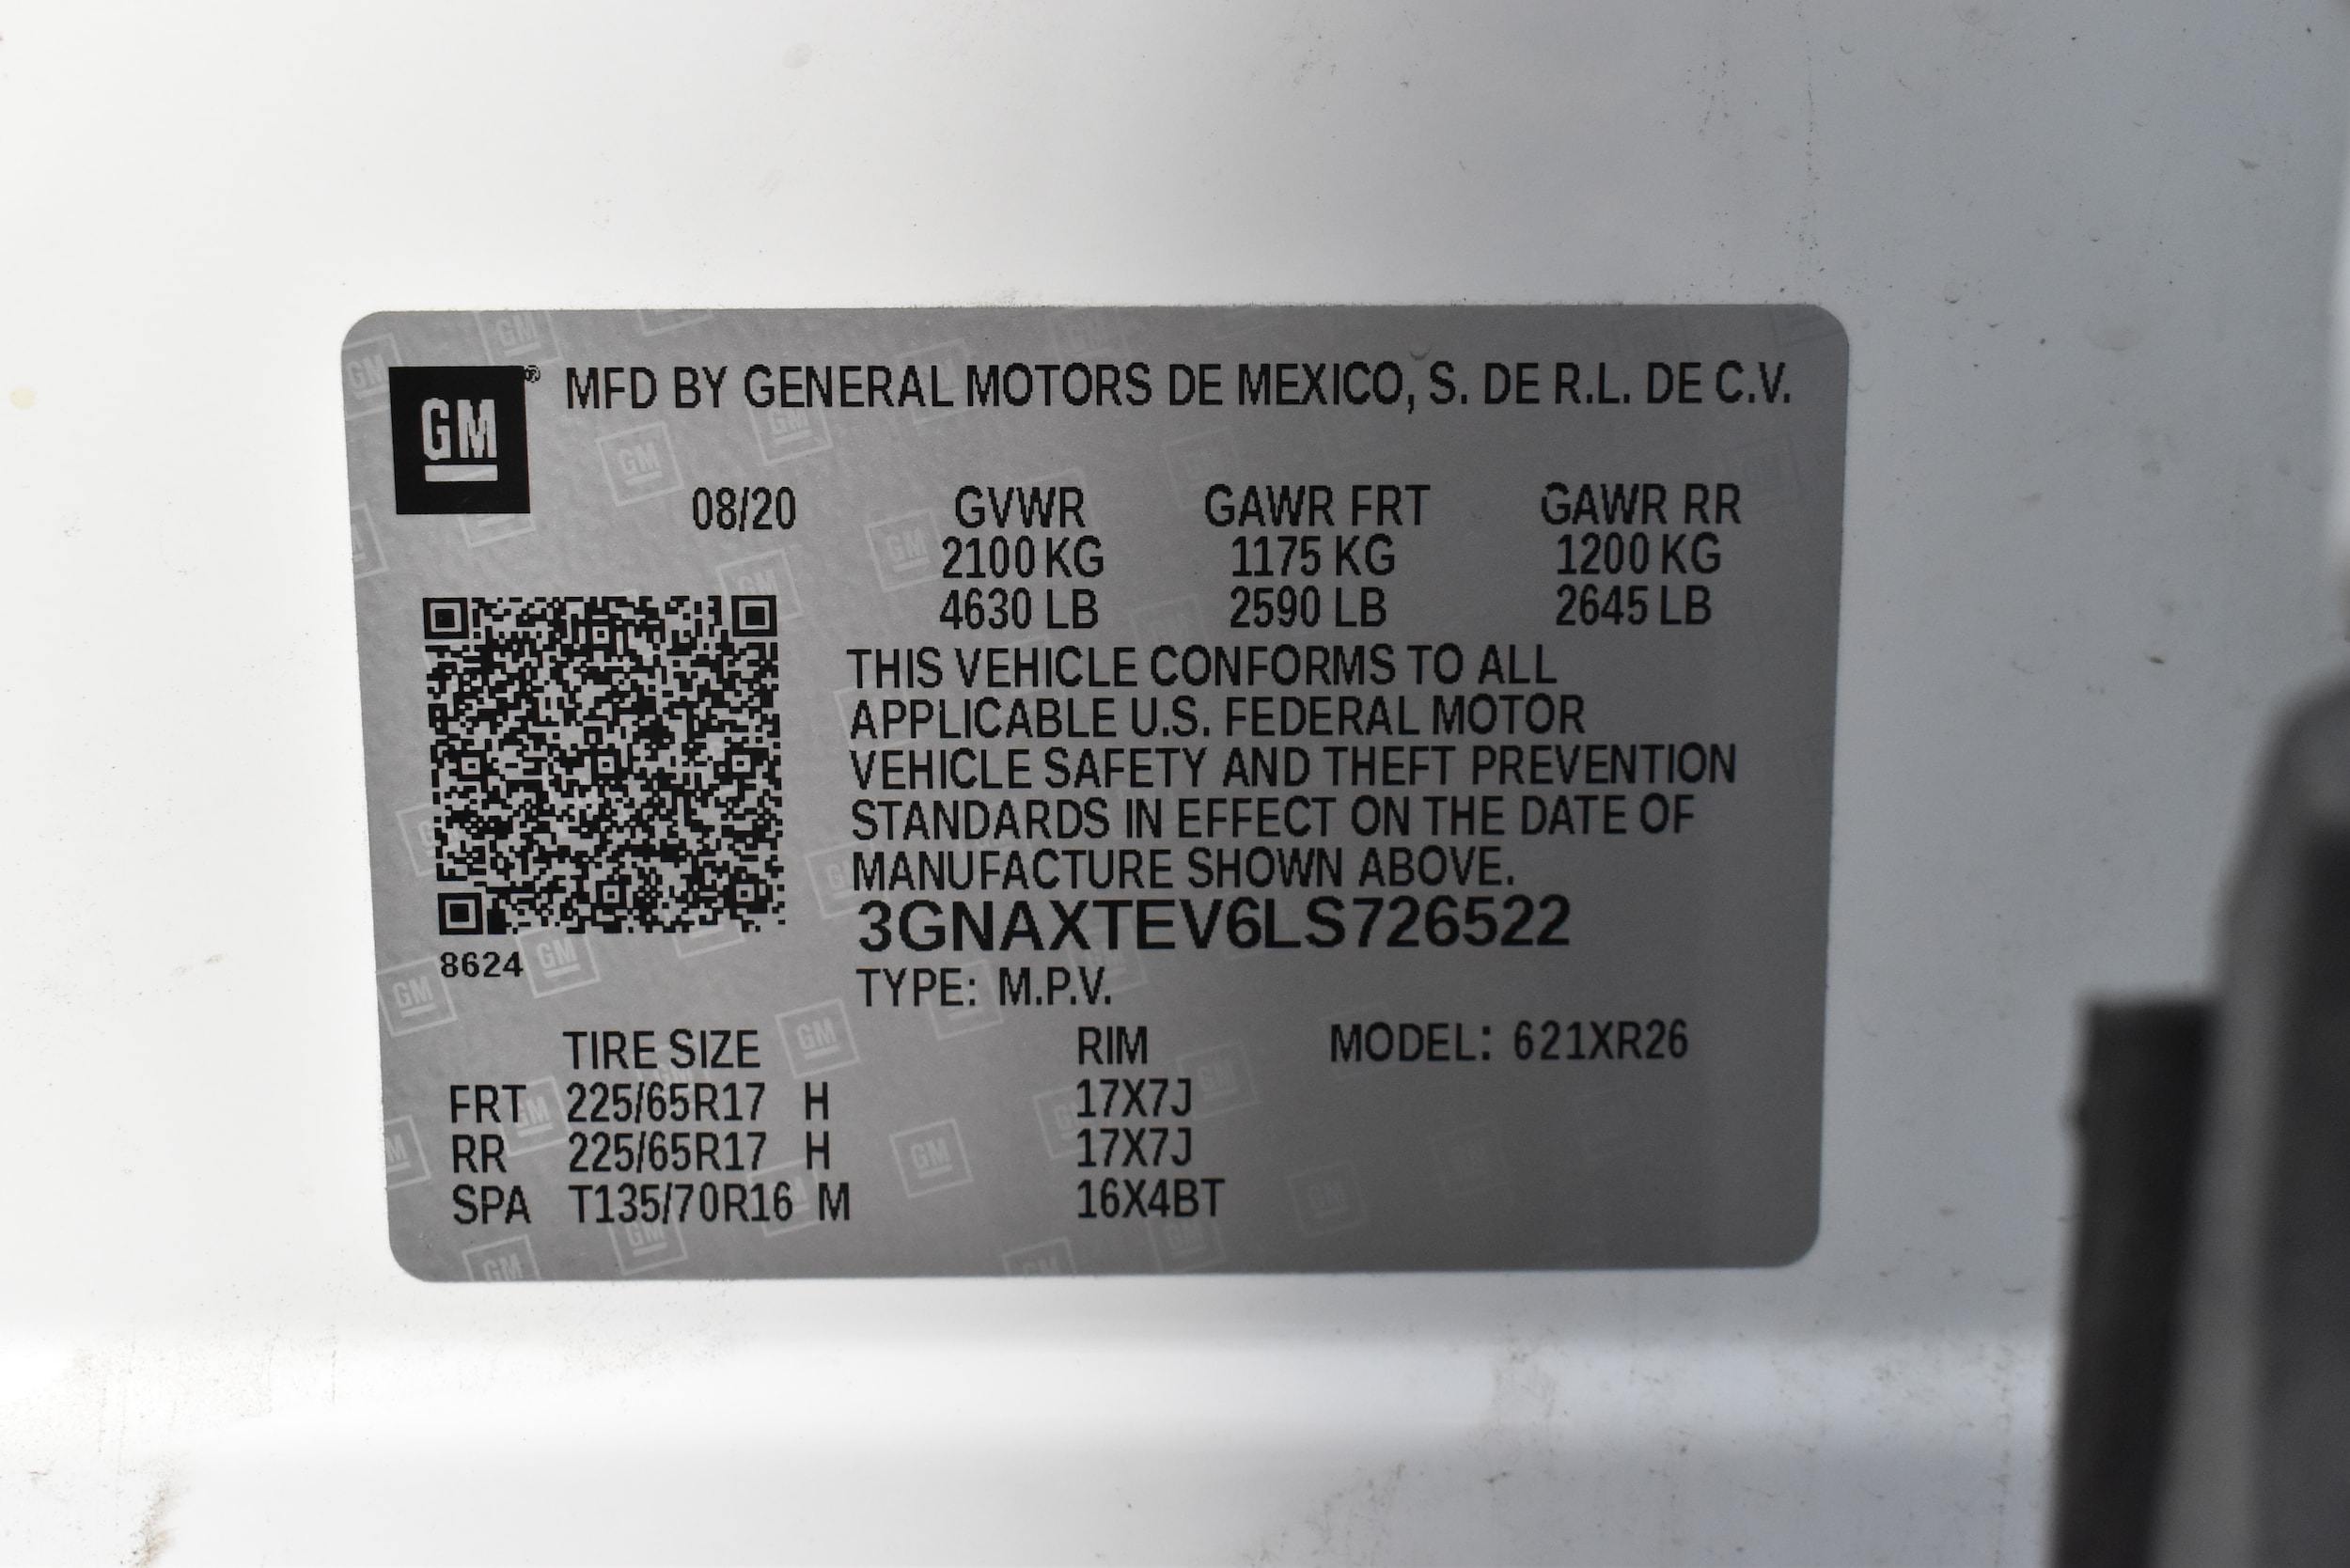 GM ® MFD BY GENERAL MOTORS DE MEXICO, S. DE R.L. DE C.V.
08/20 GVWR GAWR FRT GAWR RR
2100 KG 1175 KG 1200 KG
4630 LB 2590 LB 2645 LB
THIS VEHICLE CONFORMS TO ALL
APPLICABLE U.S. FEDERAL MOTOR
VEHICLE SAFETY AND THEFT PREVENTION
STANDARDS IN EFFECT ON THE DATE OF
MANUFACTURE SHOWN ABOVE.
3GNAXTEV6LS726522
8624
TYPE: M.P.V.
TIRE SIZE RIM MODEL: 621XR26
FRT 225/65R17 H 17X7J
RR 225/65R17 H 17X7J
SPA T135/70R16 M 16X4BT